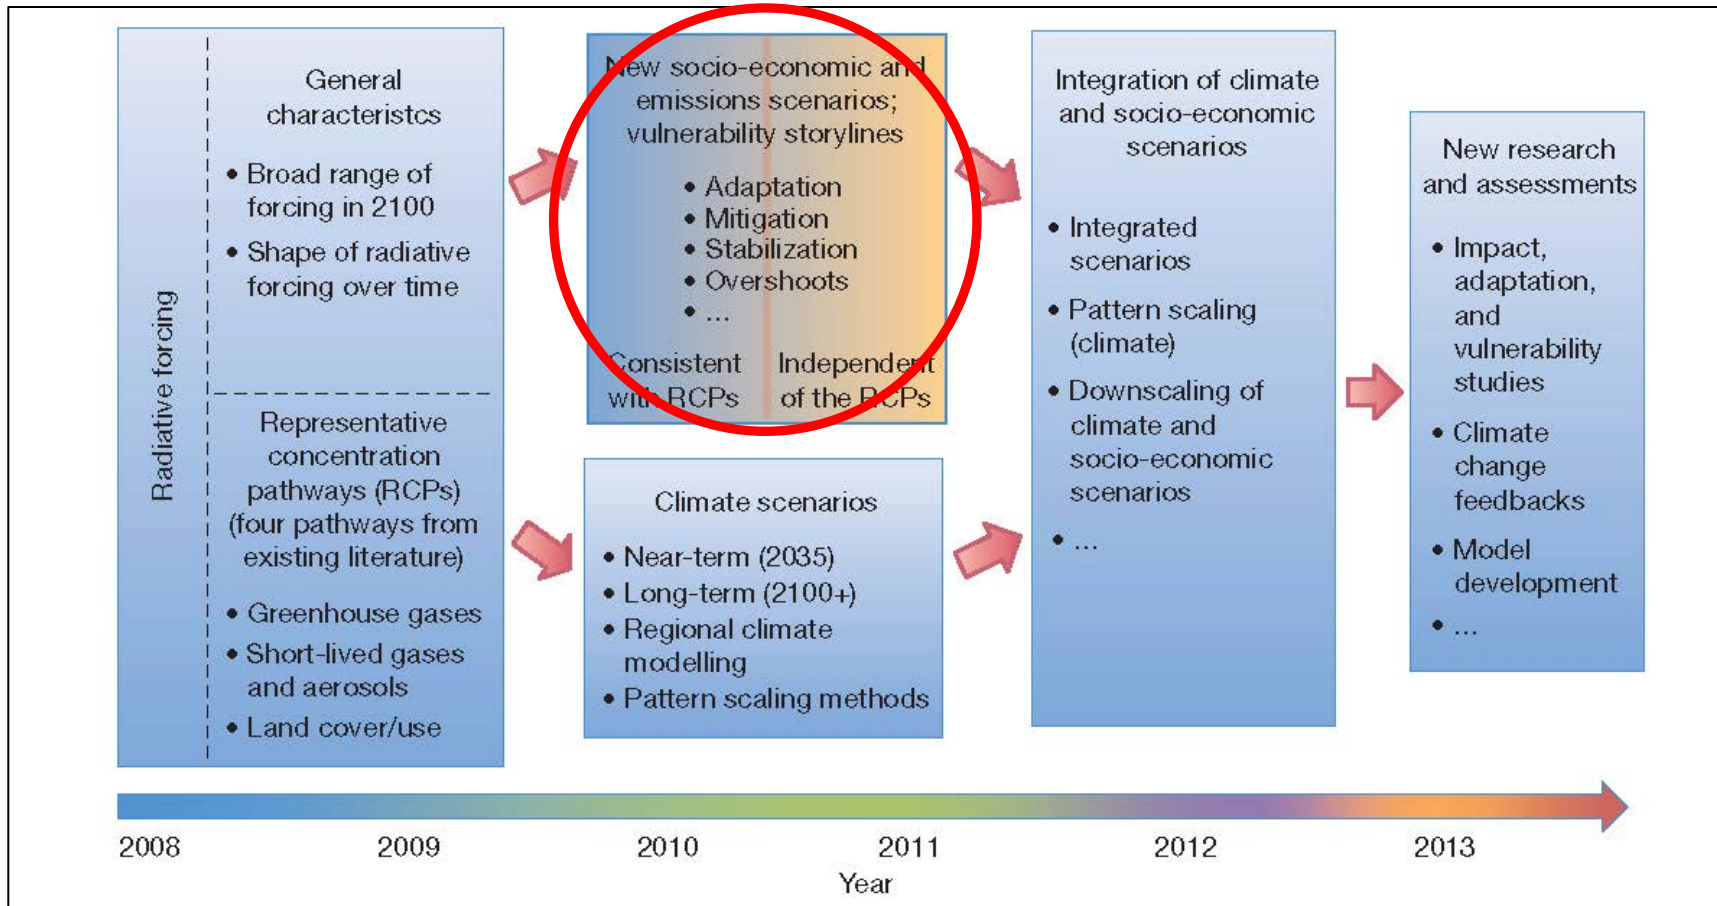 Radiative forcing
General
characteristcs
• Broad range of
forcing in 2100
• Shape of radiative
forcing over time
Representative
concentration
pathways (RCPs)
(four pathways from
existing literature)
• Greenhouse gases
• Short-lived gases
and aerosols
• Land cover/use
New socio-economic and
emissions scenarios;
vulnerability storylines
• Adaptation
• Mitigation
• Stabilization
• Overshoots
• ...
Consistent
with RCPs
Independent
of the RCPs
Climate scenarios
• Near-term (2035)
• Long-term (2100+)
• Regional climate
modelling
• Pattern scaling methods
Integration of climate
and socio-economic
scenarios
• Integrated
scenarios
• Pattern scaling
(climate)
• Downscaling of
climate and
socio-economic
scenarios
• ...
New research
and assessments
• Impact,
adaptation,
and
vulnerability
studies
• Climate
change
feedbacks
• Model
development
• ...
2008 2009 2010 2011 2012 2013
Year